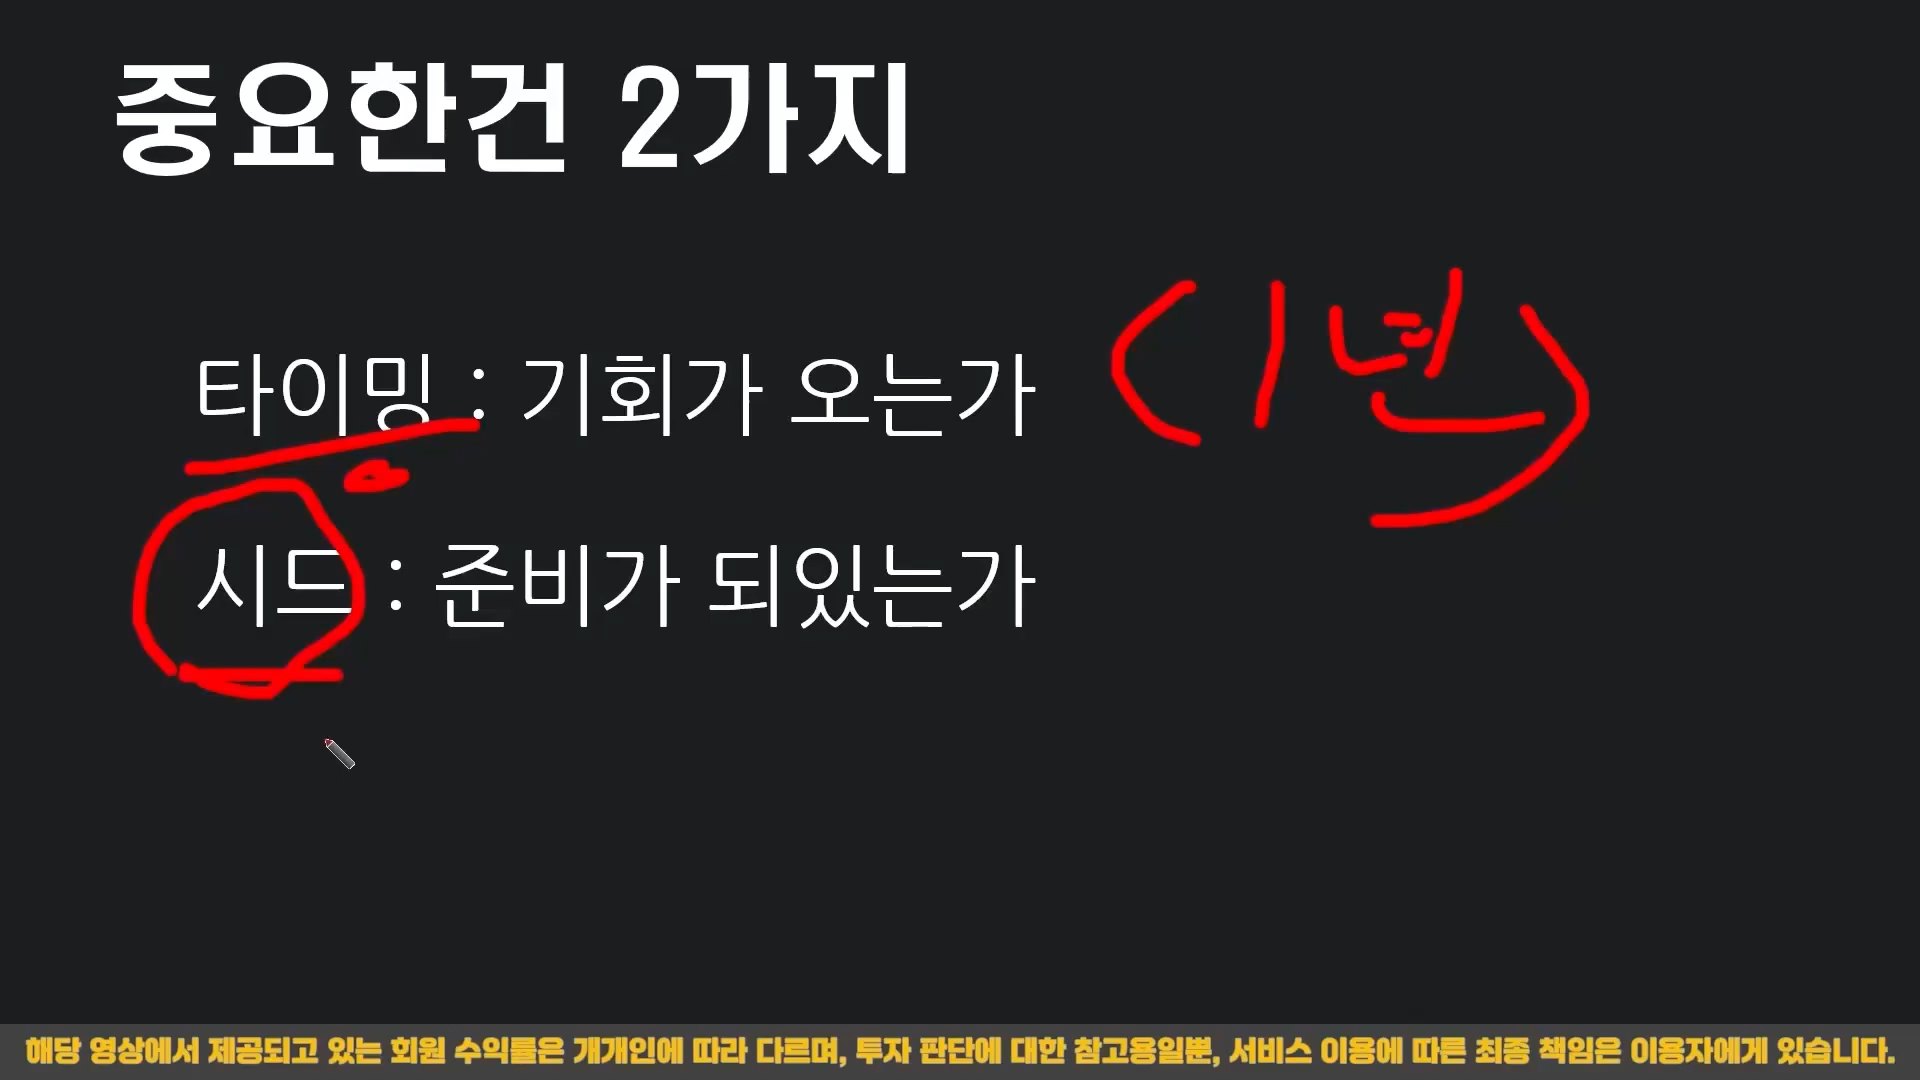 중요한건 2가지
타이밍 : 기회가 오는가 (1년)
시드 : 준비가 되있는가
해당 영상에서 제공되고 있는 회원 수익률은 개개인에 따라 다르며, 투자 판단에 대한 참고용일뿐, 서비스 이용에 따른 최종 책임은 이용자에게 있습니다.